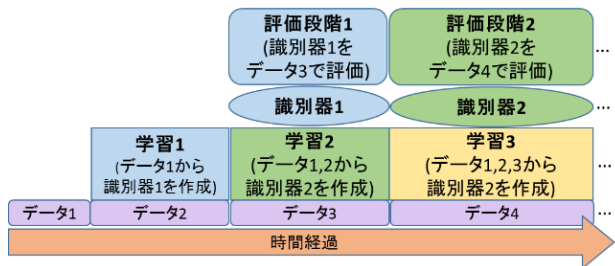 評価段階1
(識別器1を
データ3で評価)
評価段階2
(識別器2を
データ4で評価)
...
識別器1
識別器2
...
学習1
(データ1から
識別器1を作成)
学習2
(データ1,2から
識別器2を作成)
学習3
(データ1,2,3から
識別器2を作成)
...
データ1
データ2
データ3
データ4
...
時間経過